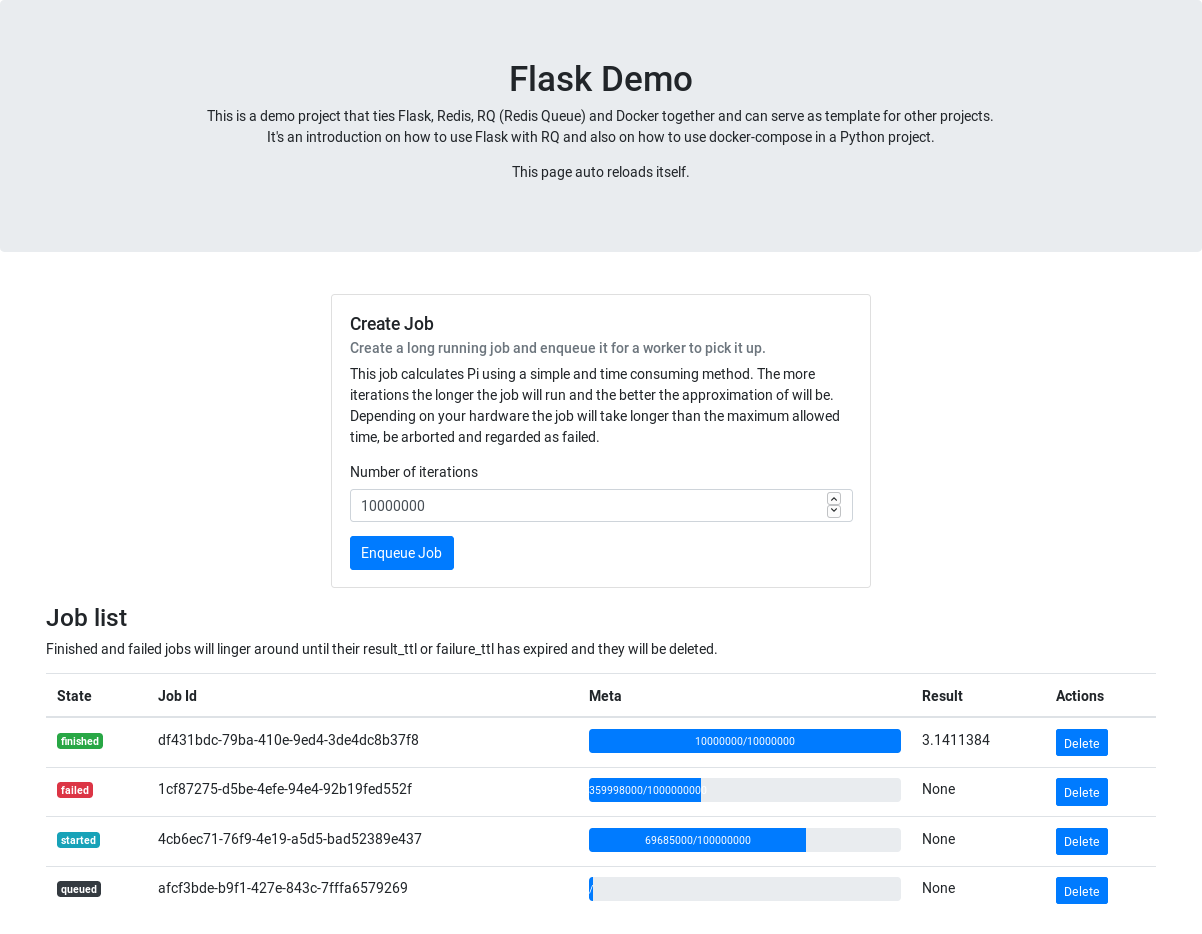 Flask Demo
This is a demo project that ties Flask, Redis, RQ (Redis Queue) and Docker together and can serve as template for other projects.
It's an introduction on how to use Flask with RQ and also on how to use docker-compose in a Python project.
This page auto reloads itself.
Create Job
Create a long running job and enqueue it for a worker to pick it up.
This job calculates Pi using a simple and time consuming method. The more
iterations the longer the job will run and the better the approximation of will be.
Depending on your hardware the job will take longer than the maximum allowed
time, be arborted and regarded as failed.
Number of iterations
10000000
Enqueue Job
Job list
Finished and failed jobs will linger around until their result_ttl or failure_ttl has expired and they will be deleted.
State Job Id Meta Result Actions
finished df431bdc-79ba-410e-9ed4-3de4dc8b37f8 10000000/10000000 3.1411384 Delete
failed 1cf87275-d5be-4efe-94e4-92b19fed552f 359998000/1000000000 None Delete
started 4cb6ec71-76f9-4e19-a5d5-bad52389e437 69685000/100000000 None Delete
queued afcf3bde-b9f1-427e-843c-7fffa6579269 / None Delete